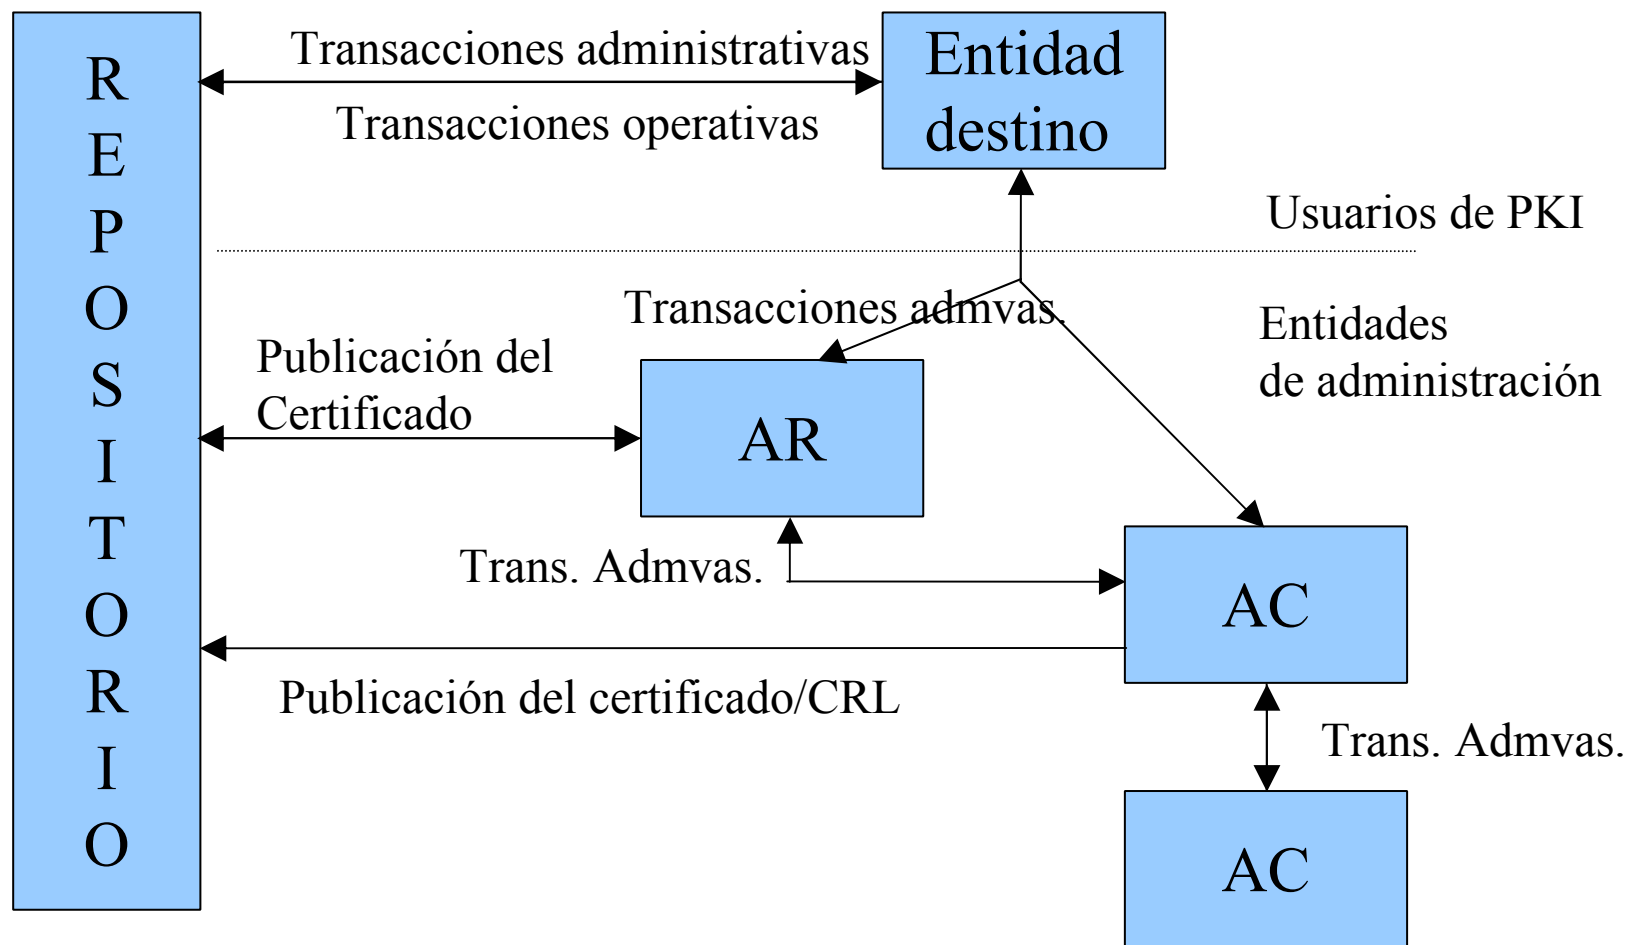 R
E
P
O
S
I
T
O
R
I
O
Transacciones administrativas
Transacciones operativas
Entidad
destino
Usuarios de PKI
Transacciones admvas.
Entidades
de administración
Publicación del
Certificado
AR
Trans. Admvas.
AC
Publicación del certificado/CRL
Trans. Admvas.
AC